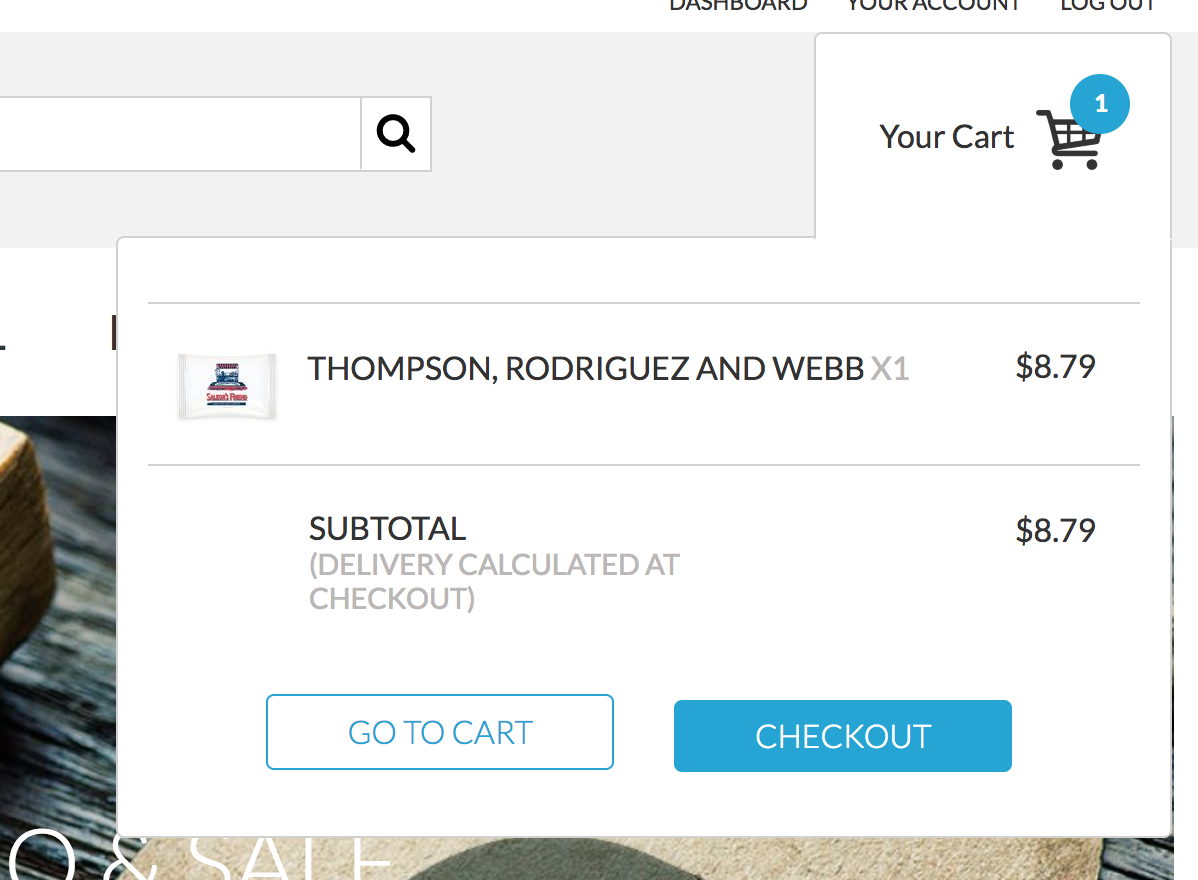 DASHBOARD YOUR ACCOUNT LOG OUT
Your Cart 1
THOMPSON, RODRIGUEZ AND WEBB X1 $8.79
SUBTOTAL $8.79
(DELIVERY CALCULATED AT
CHECKOUT)
GO TO CART CHECKOUT
& SALE